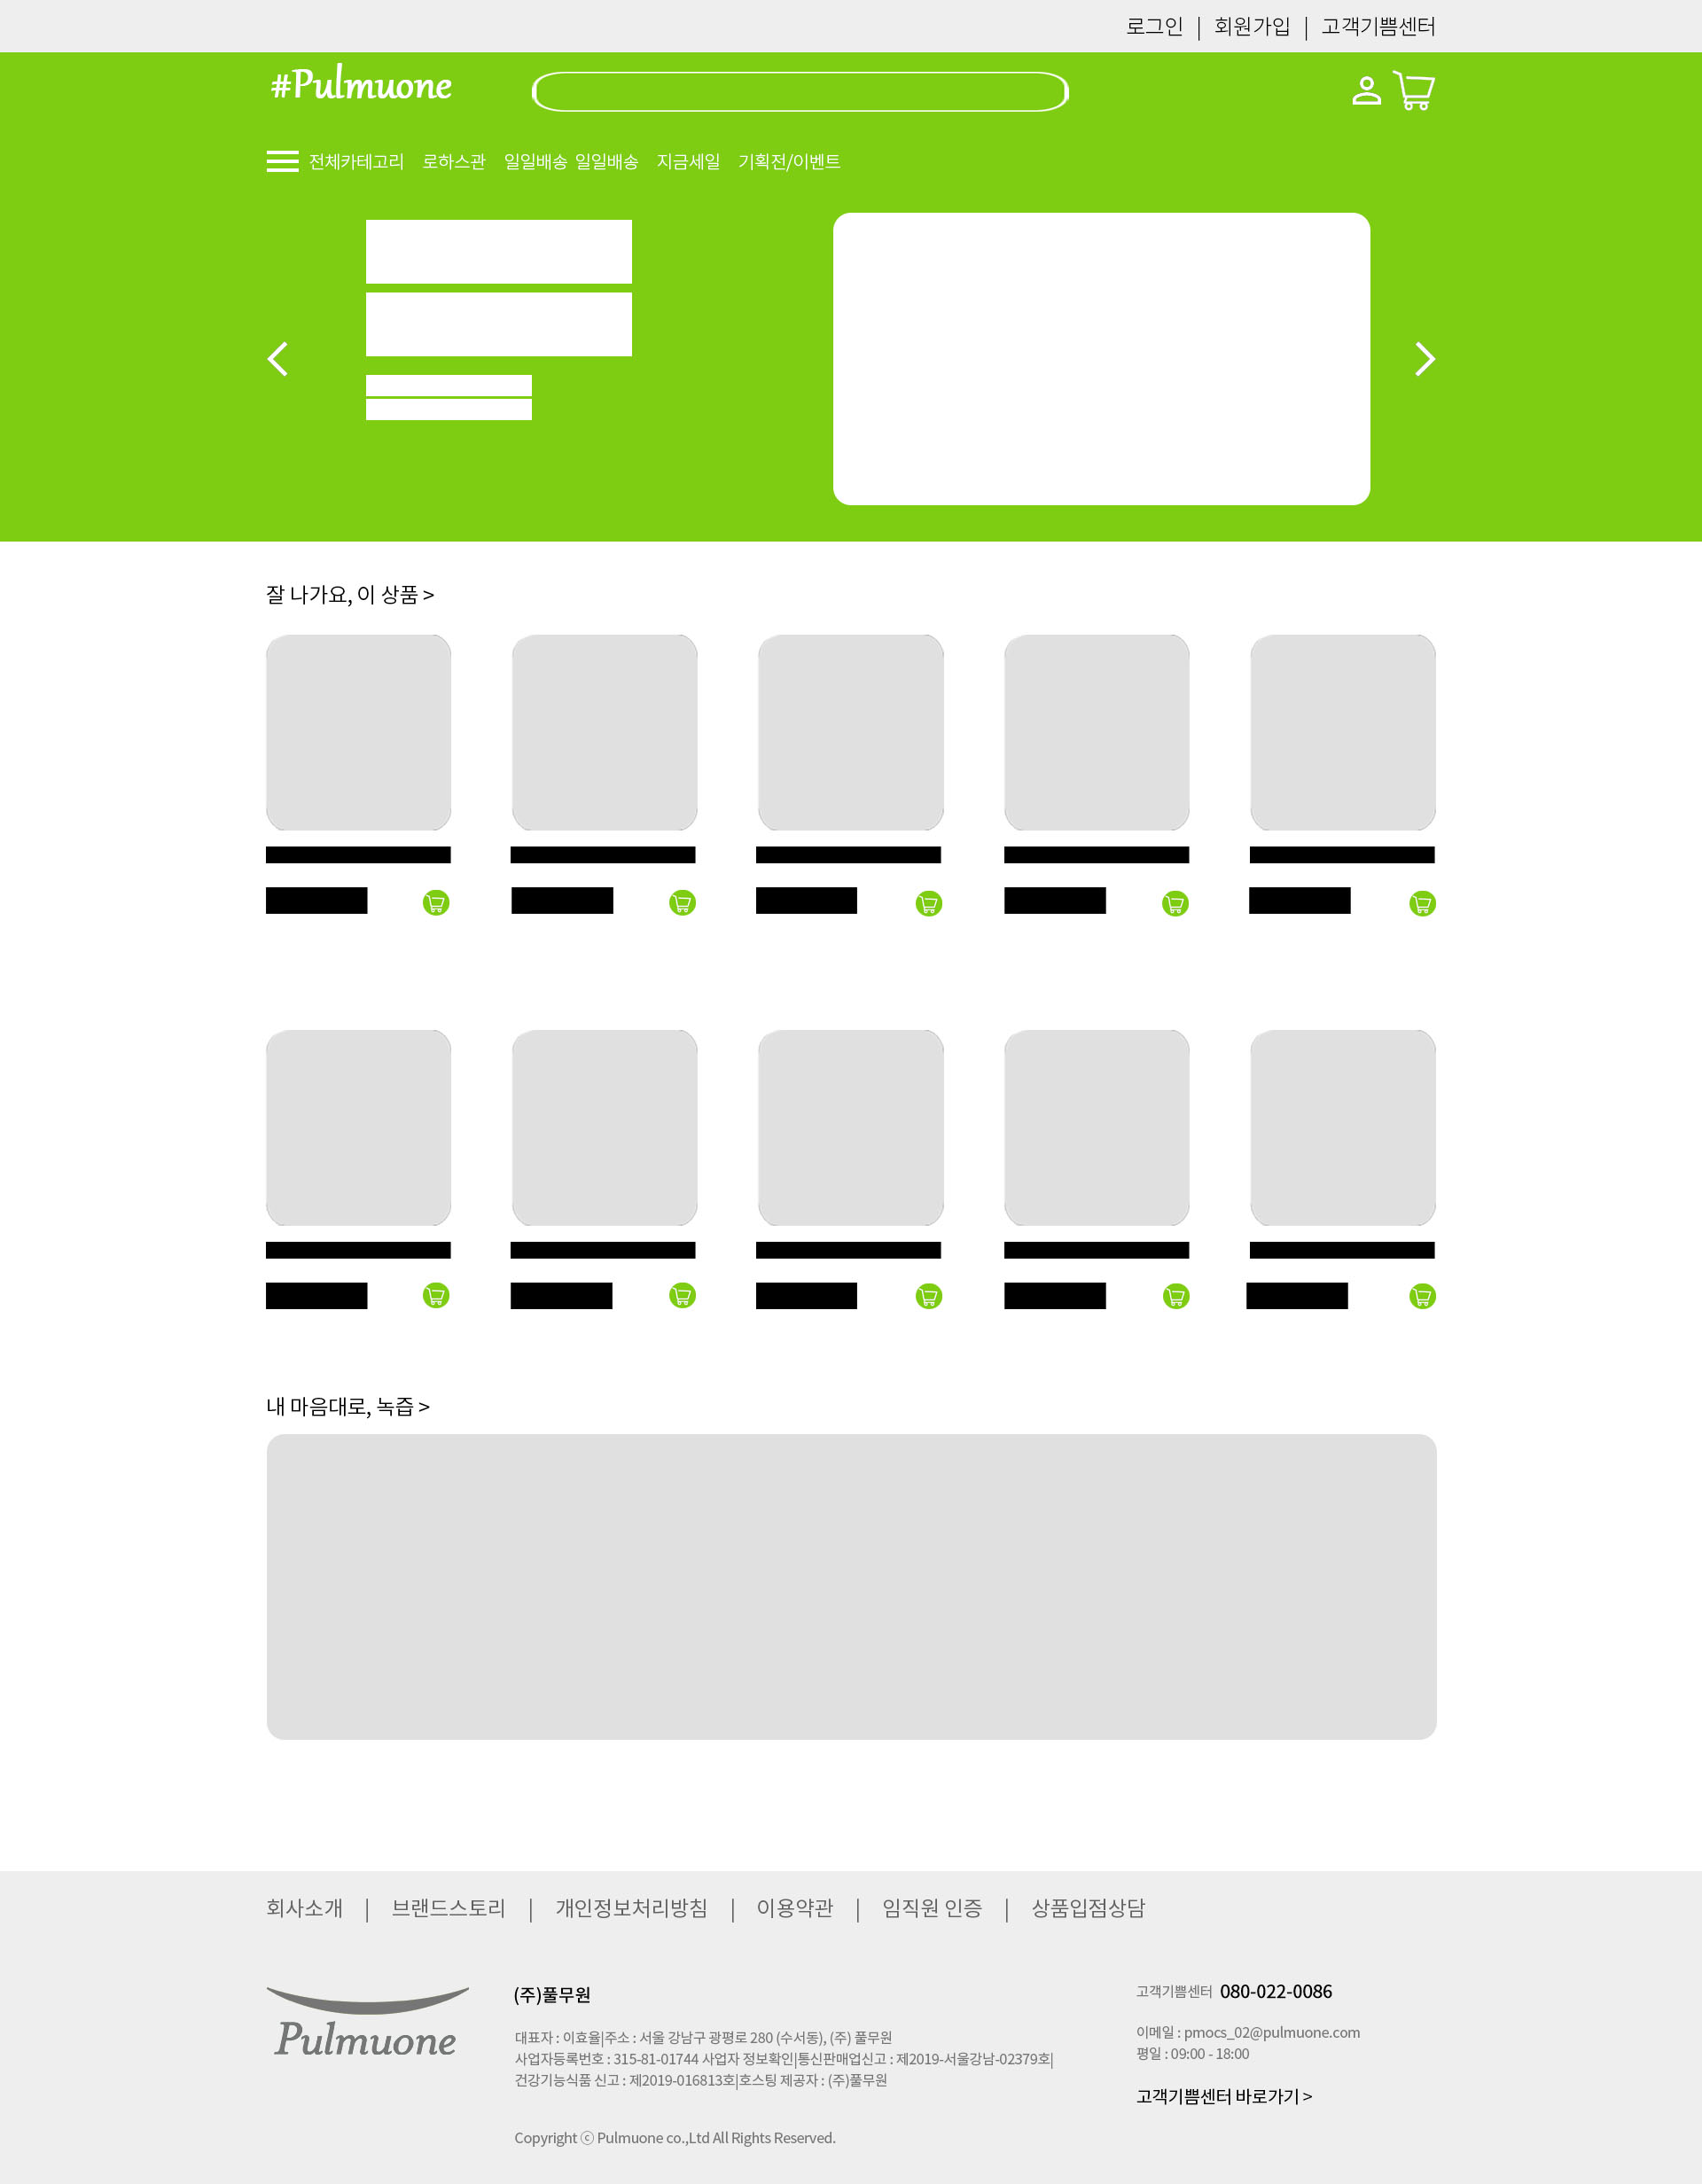 로그인 | 회원가입 | 고객기쁨센터
#Pulmuone
전체카테고리 로하스관 일일배송 일일배송 지금세일 기획전/이벤트
잘 나가요, 이 상품 >
내 마음대로, 녹즙 >
회사소개 | 브랜드스토리 | 개인정보처리방침 | 이용약관 | 임직원 인증 | 상품입점상담
Pulmuone
(주)풀무원
대표자 : 이효율|주소 : 서울 강남구 광평로 280 (수서동), (주) 풀무원
사업자등록번호 : 315-81-01744 사업자 정보확인|통신판매업신고 : 제2019-서울강남-02379호|
건강기능식품 신고 : 제2019-016813호|호스팅 제공자 : (주)풀무원
Copyright ⓒ Pulmuone co.,Ltd All Rights Reserved.
고객기쁨센터 080-022-0086
이메일 : pmocs_02@pulmuone.com
평일 : 09:00 - 18:00
고객기쁨센터 바로가기 >